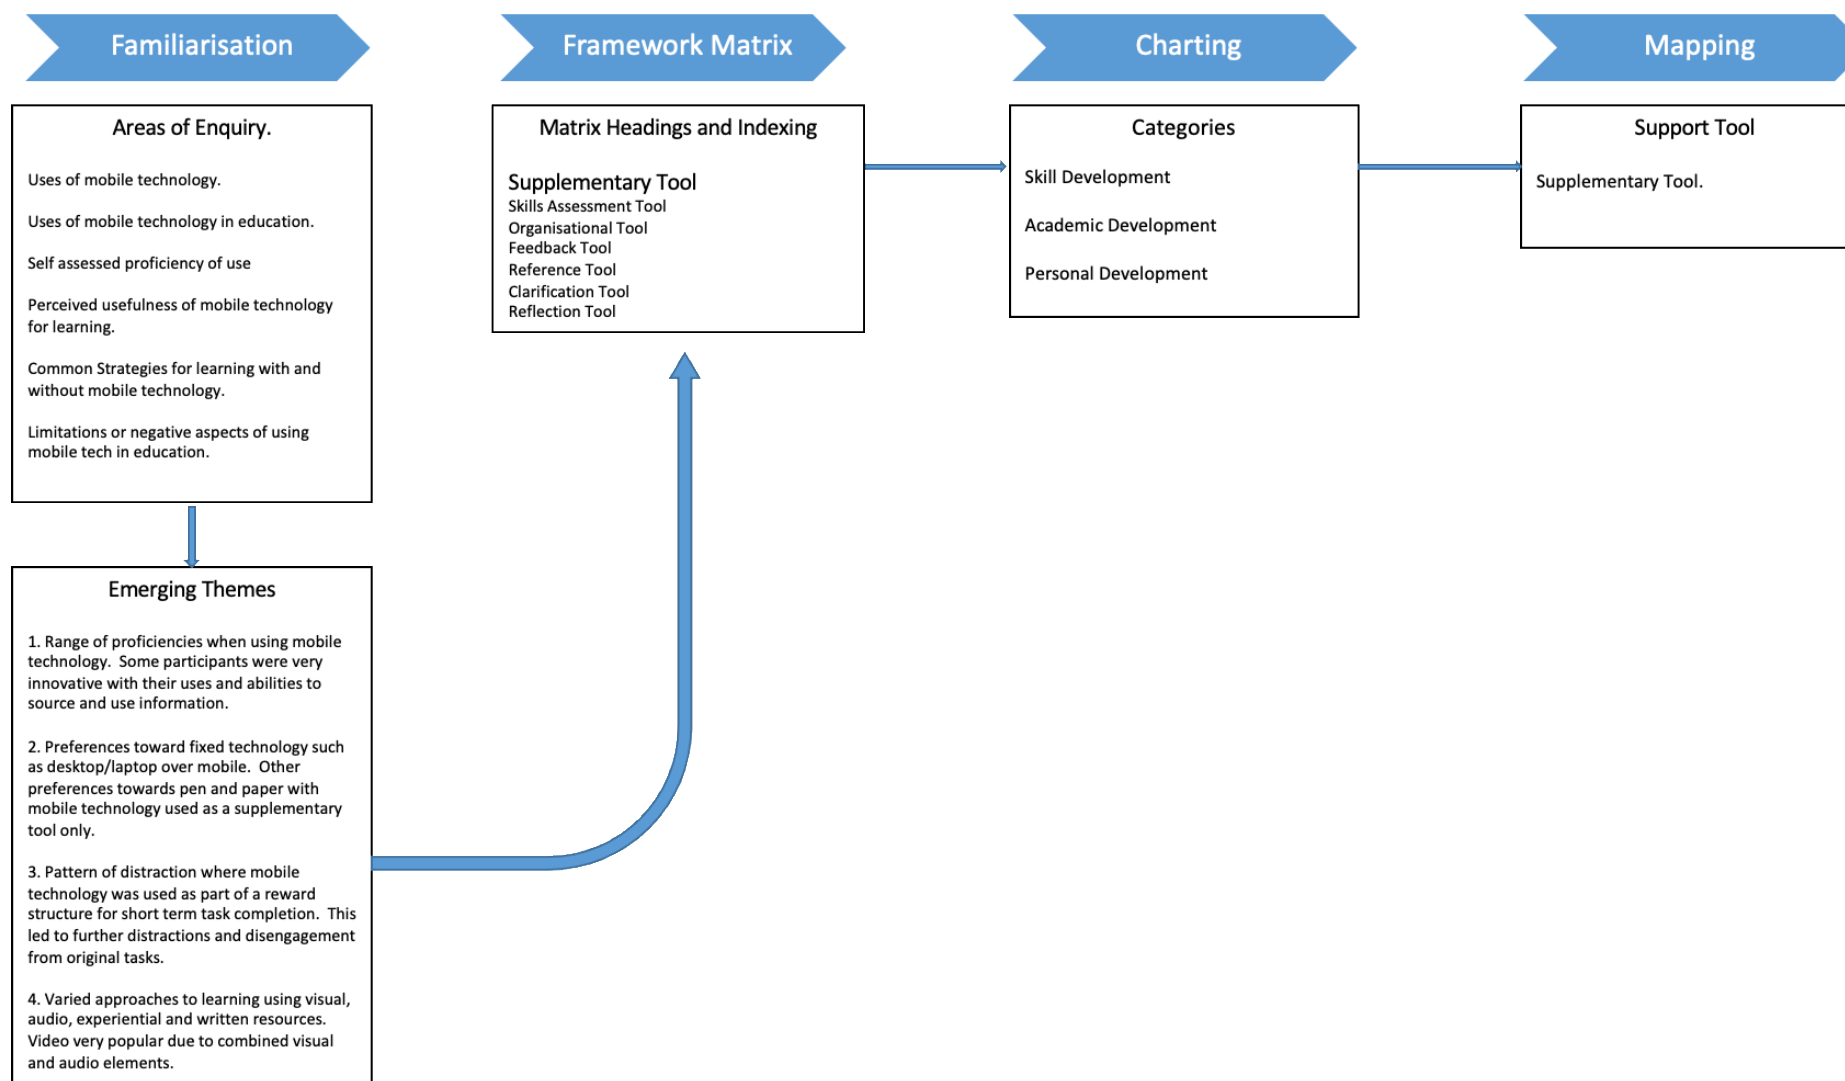 Familiarisation
Framework Matrix
Charting
Mapping
Areas of Enquiry.
Uses of mobile technology.
Uses of mobile technology in education.
Self assessed proficiency of use
Perceived usefulness of mobile technology
for learning.
Common Strategies for learning with and
without mobile technology.
Limitations or negative aspects of using
mobile tech in education.
Emerging Themes
1. Range of proficiencies when using mobile
technology.  Some participants were very
innovative with their uses and abilities to
source and use information.
2. Preferences toward fixed technology such
as desktop/laptop over mobile.  Other
preferences towards pen and paper with
mobile technology used as a supplementary
tool only.
3. Pattern of distraction where mobile
technology was used as part of a reward
structure for short term task completion.  This
led to further distractions and disengagement
from original tasks.
4. Varied approaches to learning using visual,
audio, experiential and written resources.
Video very popular due to combined visual
and audio elements.
Matrix Headings and Indexing
Supplementary Tool
Skills Assessment Tool
Organisational Tool
Feedback Tool
Reference Tool
Clarification Tool
Reflection Tool
Categories
Skill Development
Academic Development
Personal Development
Support Tool
Supplementary Tool.